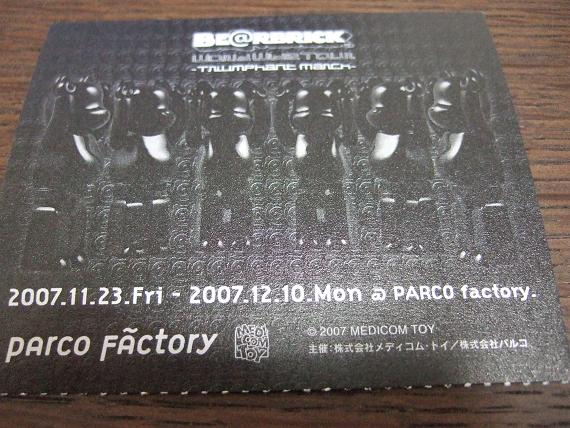 BE@RBRICK
WORLD WIDE TOUR
-Triumphant March-
2007.11.23.Fri - 2007.12.10.Mon @ PARCO factory.
PARCO FACTORY
MEDI
COM
TOY
© 2007 MEDICOM TOY
主催：株式会社メディコム・トイ／株式会社パルコ